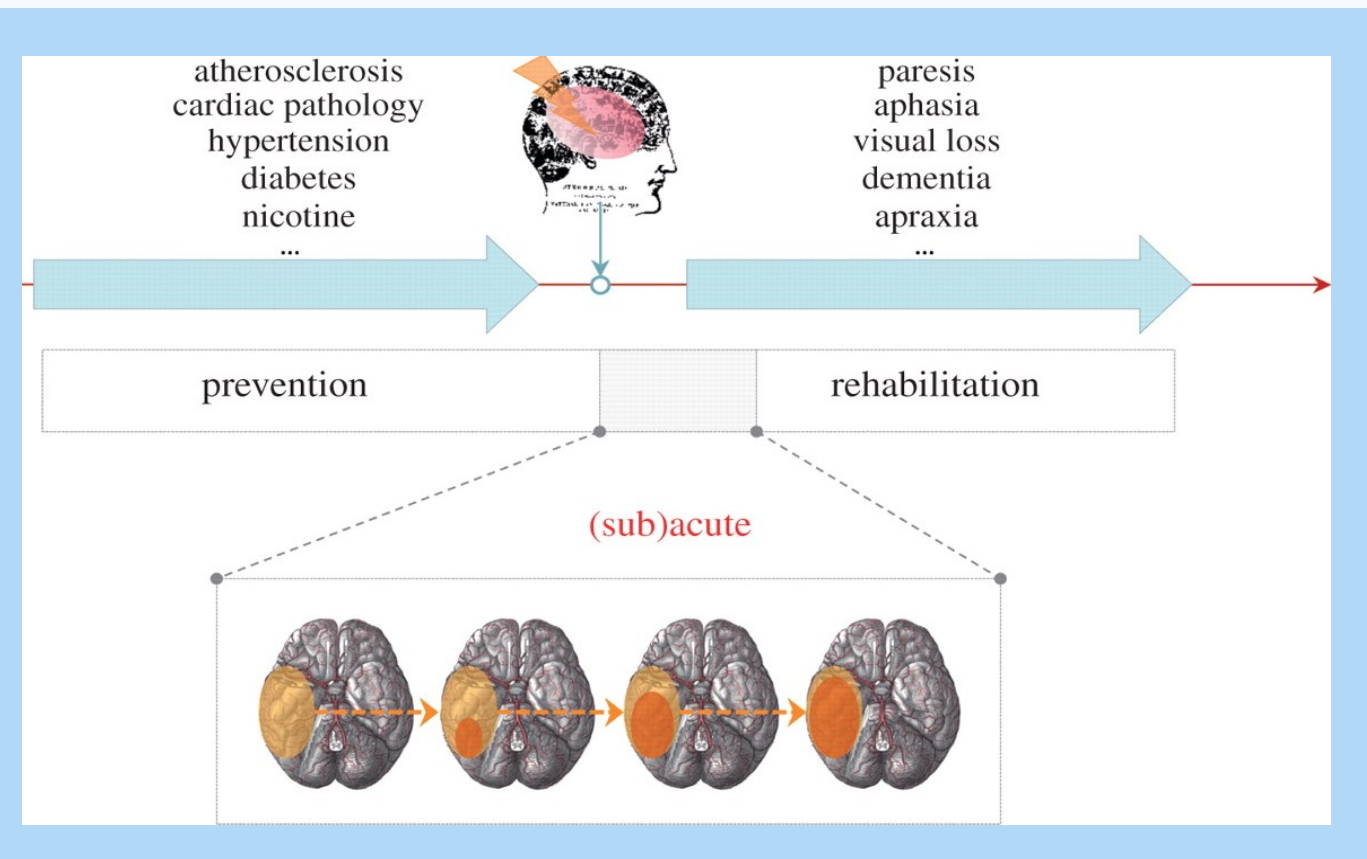 atherosclerosis
cardiac pathology
hypertension
diabetes
nicotine
...
paresis
aphasia
visual loss
dementia
apraxia
...
prevention
rehabilitation
(sub)acute